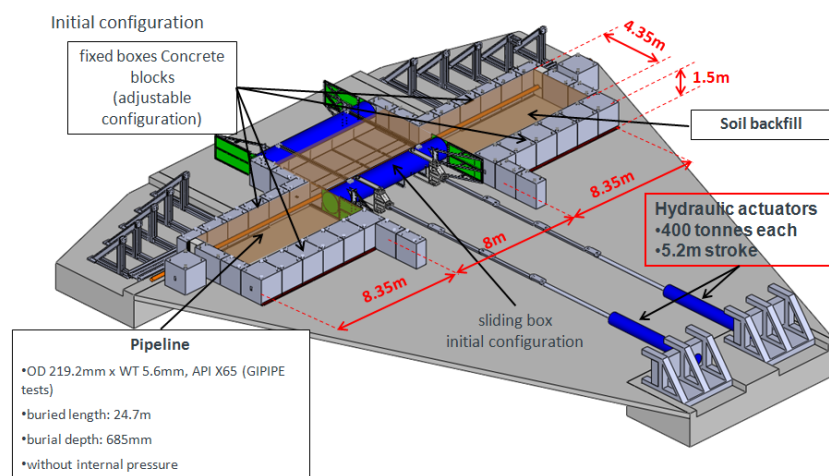 Initial configuration
fixed boxes Concrete
blocks
(adjustable
configuration)
4.35m
1.5m
Soil backfill
8.35m
Hydraulic actuators
•400 tonnes each
•5.2m stroke
8m
8.35m
sliding box
initial configuration
Pipeline
•OD 219.2mm x WT 5.6mm, API X65 (GIPIPE
tests)
•buried length: 24.7m
•burial depth: 685mm
•without internal pressure